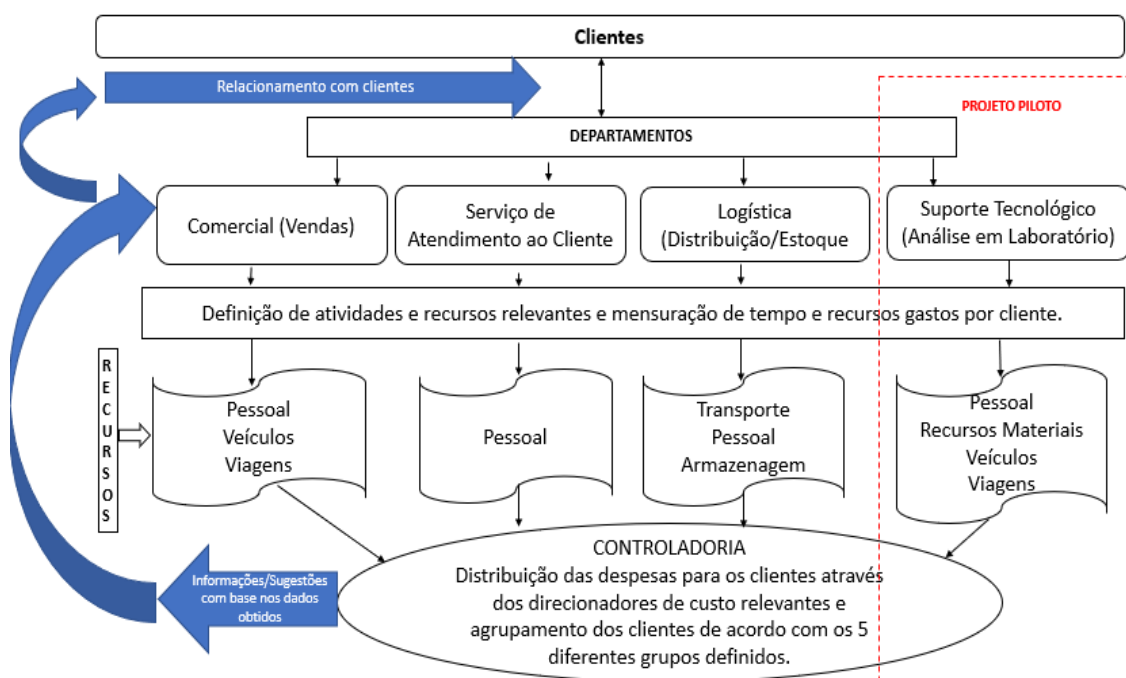 Clientes
Relacionamento com clientes
PROJETO PILOTO
DEPARTAMENTOS
Comercial (Vendas)
Serviço de
Atendimento ao Cliente
Logística
(Distribuição/Estoque
Suporte Tecnológico
(Análise em Laboratório)
Definição de atividades e recursos relevantes e mensuração de tempo e recursos gastos por cliente.
R
E
C
U
R
S
O
S
Pessoal
Veículos
Viagens
Pessoal
Transporte
Pessoal
Armazenagem
Pessoal
Recursos Materiais
Veículos
Viagens
CONTROLADORIA
Distribuição das despesas para os clientes através
dos direcionadores de custo relevantes e
agrupamento dos clientes de acordo com os 5
diferentes grupos definidos.
Informações/Sugestões
com base nos dados
obtidos